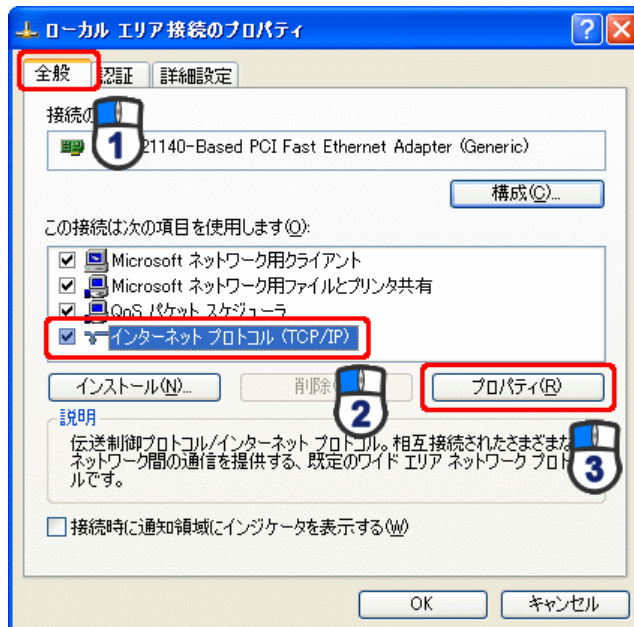 ローカル エリア接続のプロパティ
全般 認証 詳細設定
接続の
1
21140-Based PCI Fast Ethernet Adapter (Generic)
構成(C)...
この接続は次の項目を使用します(O):
Microsoft ネットワーク用クライアント
Microsoft ネットワーク用ファイルとプリンタ共有
QoS パケット スケジューラ
インターネット プロトコル (TCP/IP)
インストール(N)... 削除 プロパティ(R)
2
説明
伝送制御プロトコル/インターネット プロトコル。相互接続されたさまざまな
ネットワーク間の通信を提供する、既定のワイド エリア ネットワーク プロト
ルです。
3
接続時に通知領域にインジケータを表示する(W)
OK キャンセル